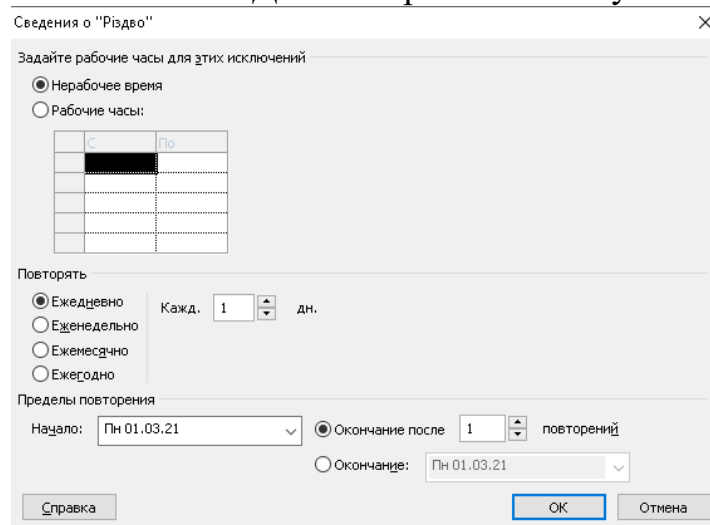 Сведения о "Різдво"
Задайте рабочие часы для этих исключений
Нерабочее время
Рабочие часы:
С По
Повторять
Ежедневно
Кажд. 1 дн.
Еженедельно
Ежемесячно
Ежегодно
Пределы повторения
Начало: Пн 01.03.21 Окончание после 1 повторений
Окончание: Пн 01.03.21
Справка ОК Отмена